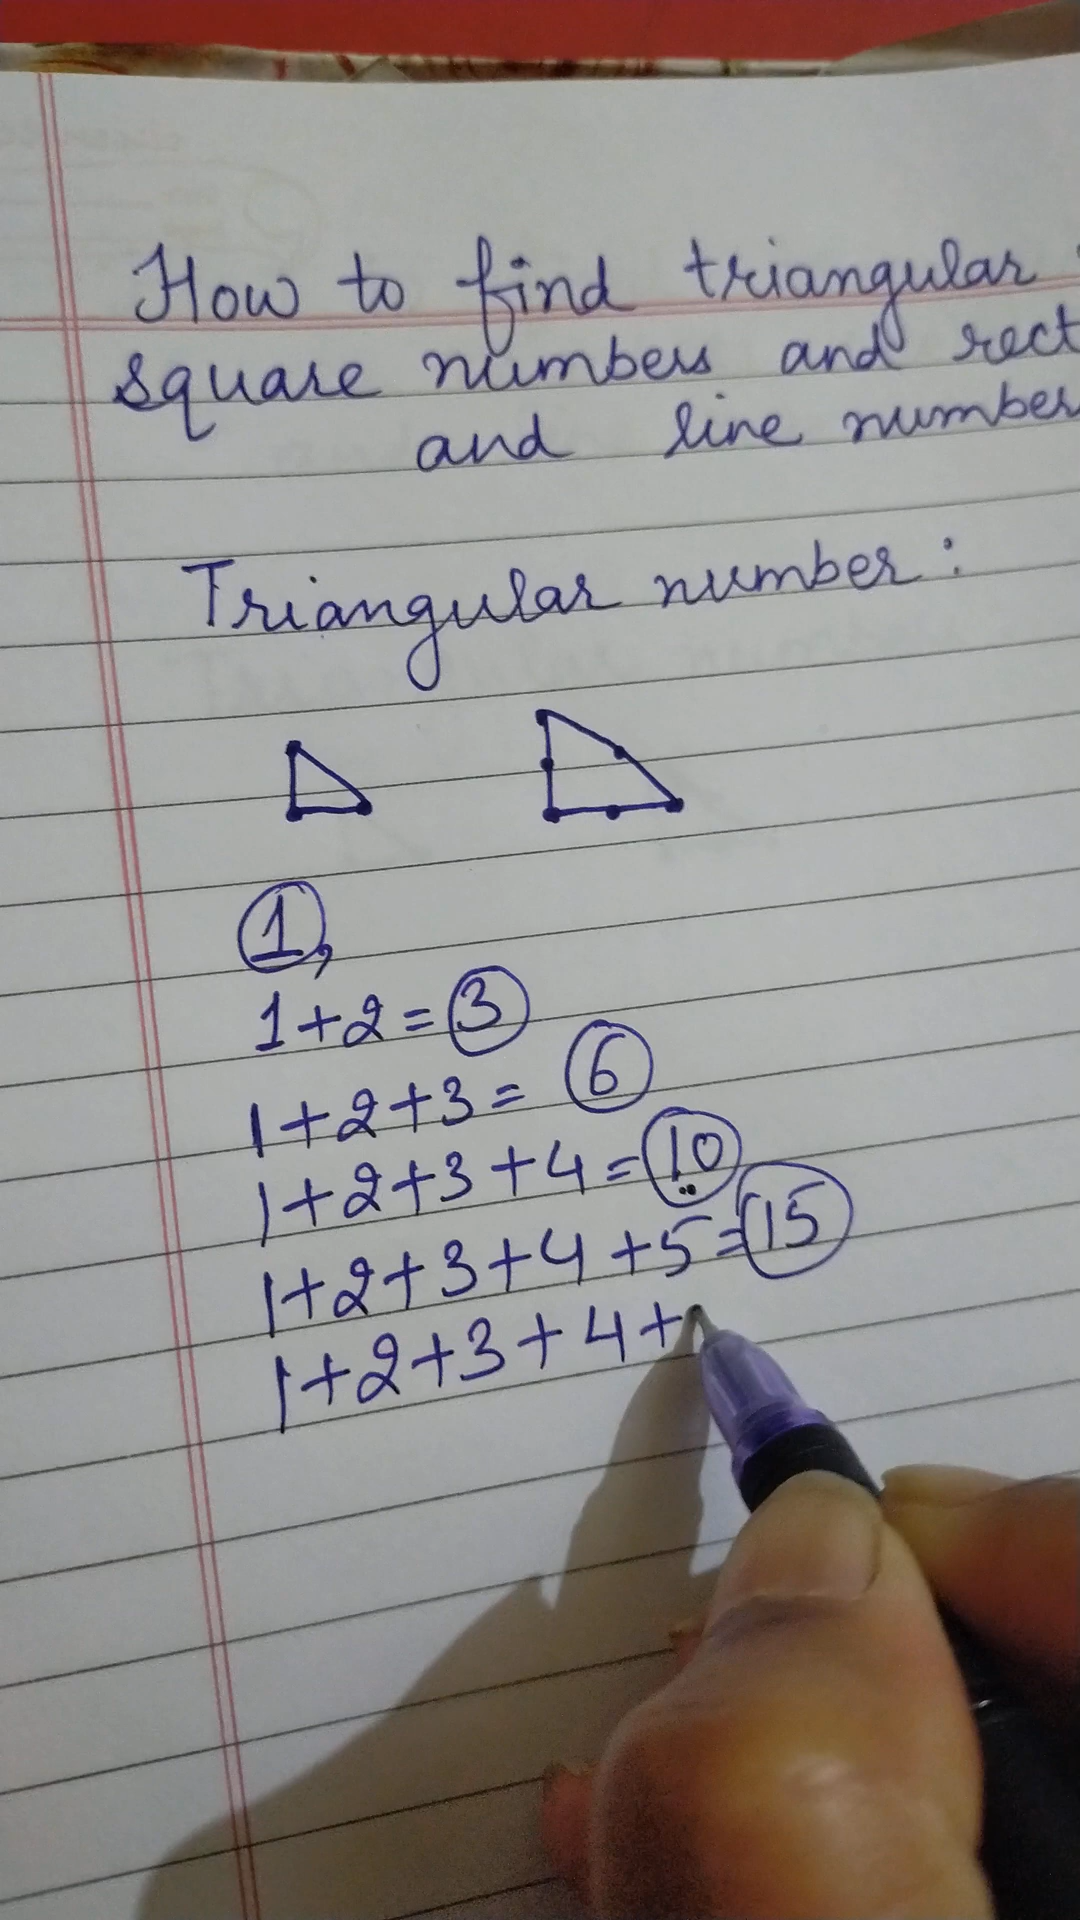 How to find triangular
square numbers and rect
and line number
Triangular number :
1,
1+2=3
1+2+3= 6
1+2+3+4=10
1+2+3+4+5=15
1+2+3+4+